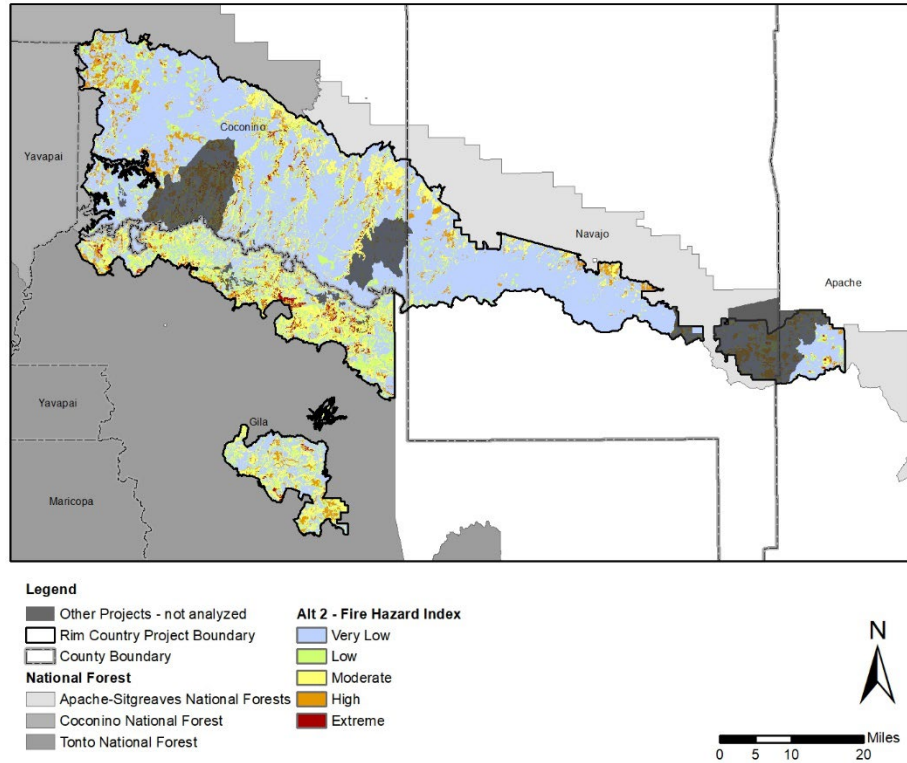 Coconino
Yavapai
Navajo
Apache
Yavapai
Gila
Maricopa
Legend
Other Projects - not analyzed
Rim Country Project Boundary
County Boundary
National Forest
Apache-Sitgreaves National Forests
Coconino National Forest
Tonto National Forest
Alt 2 - Fire Hazard Index
Very Low
Low
Moderate
High
Extreme
N
Miles
0 5 10 20